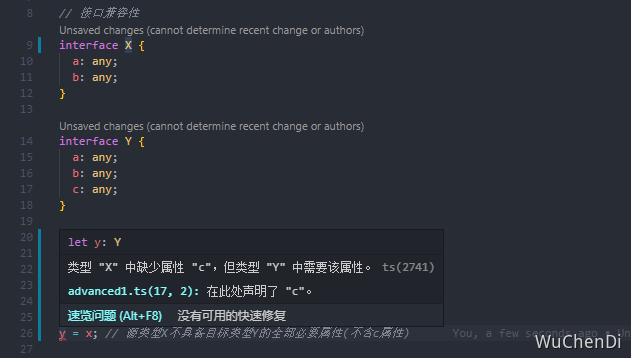 8 // 接口兼容性
Unsaved changes (cannot determine recent change or authors)
9 interface X {
10 a: any;
11 b: any;
12 }
13
Unsaved changes (cannot determine recent change or authors)
14 interface Y {
15 a: any;
16 b: any;
17 c: any;
18 }
19
20 let y: Y
21
22 类型 "X" 中缺少属性 "c"，但类型 "Y" 中需要该属性。 ts(2741)
23 advanced1.ts(17, 2): 在此处声明了 "c"。
速览问题 (Alt+F8) 没有可用的快速修复
26 y = x; // 源类型X不具备目标类型Y的全部必要属性(不含c属性) You, a few seconds ago • Un
27
WuChenDi